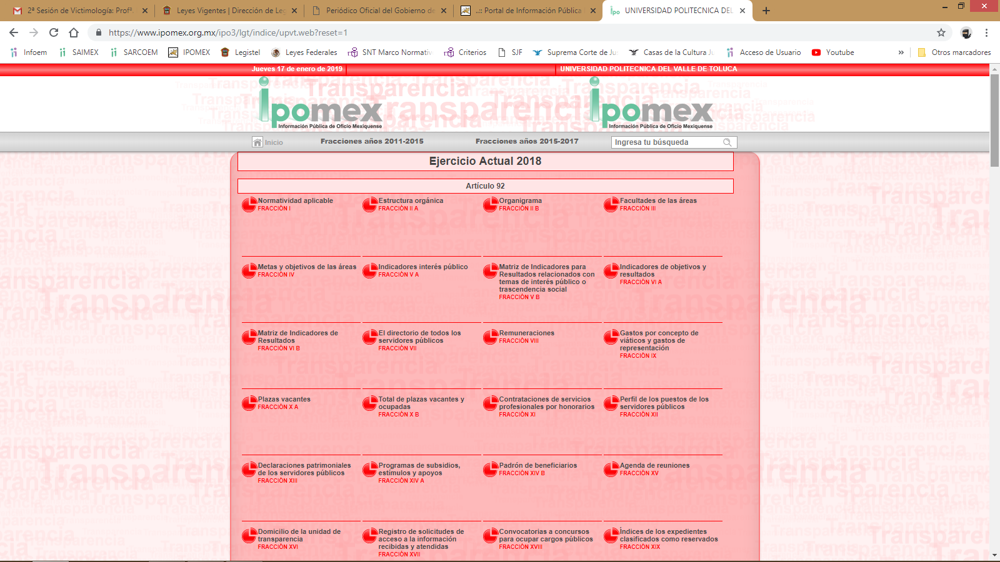 2ª Sesión de Victimología: Prof
Leyes Vigentes | Dirección de Leg
Periódico Oficial del Gobierno de
..:: Portal de Información Pública
UNIVERSIDAD POLITECNICA DEL
https://www.ipomex.org.mx/ipo3/lgt/indice/upvt.web?reset=1
Infoem
SAIMEX
SARCOEM
IPOMEX
Legistel
Leyes Federales
SNT Marco Normativ
Criterios
SJF
Suprema Corte de Jus
Casas de la Cultura Ju
Acceso de Usuario
Youtube
»
Otros marcadores
Jueves 17 de enero de 2019
UNIVERSIDAD POLITECNICA DEL VALLE DE TOLUCA
ipomex
Información Pública de Oficio Mexiquense
ipomex
Información Pública de Oficio Mexiquense
Inicio
Fracciones años 2011-2015
Fracciones años 2015-2017
Ingresa tu búsqueda
Ejercicio Actual 2018
Artículo 92
Normatividad aplicable
FRACCIÓN I
Estructura orgánica
FRACCIÓN II A
Organigrama
FRACCIÓN II B
Facultades de las áreas
FRACCIÓN III
Metas y objetivos de las áreas
FRACCIÓN IV
Indicadores interés público
FRACCIÓN V A
Matriz de Indicadores para
Resultados relacionados con
temas de interés público o
trascendencia social
FRACCIÓN V B
Indicadores de objetivos y
resultados
FRACCIÓN VI A
Matriz de Indicadores de
Resultados
FRACCIÓN VI B
El directorio de todos los
servidores públicos
FRACCIÓN VII
Remuneraciones
FRACCIÓN VIII
Gastos por concepto de
viáticos y gastos de
representación
FRACCIÓN IX
Plazas vacantes
FRACCIÓN X A
Total de plazas vacantes y
ocupadas
FRACCIÓN X B
Contrataciones de servicios
profesionales por honorarios
FRACCIÓN XI
Perfil de los puestos de los
servidores públicos
FRACCIÓN XII
Declaraciones patrimoniales
de los servidores públicos
FRACCIÓN XIII
Programas de subsidios,
estímulos y apoyos
FRACCIÓN XIV A
Padrón de beneficiarios
FRACCIÓN XIV B
Agenda de reuniones
FRACCIÓN XV
Domicilio de la unidad de
transparencia
FRACCIÓN XVI
Registro de solicitudes de
acceso a la información
recibidas y atendidas
FRACCIÓN XVII
Convocatorias a concursos
para ocupar cargos públicos
FRACCIÓN XVIII
Índices de los expedientes
clasificados como reservados
FRACCIÓN XIX